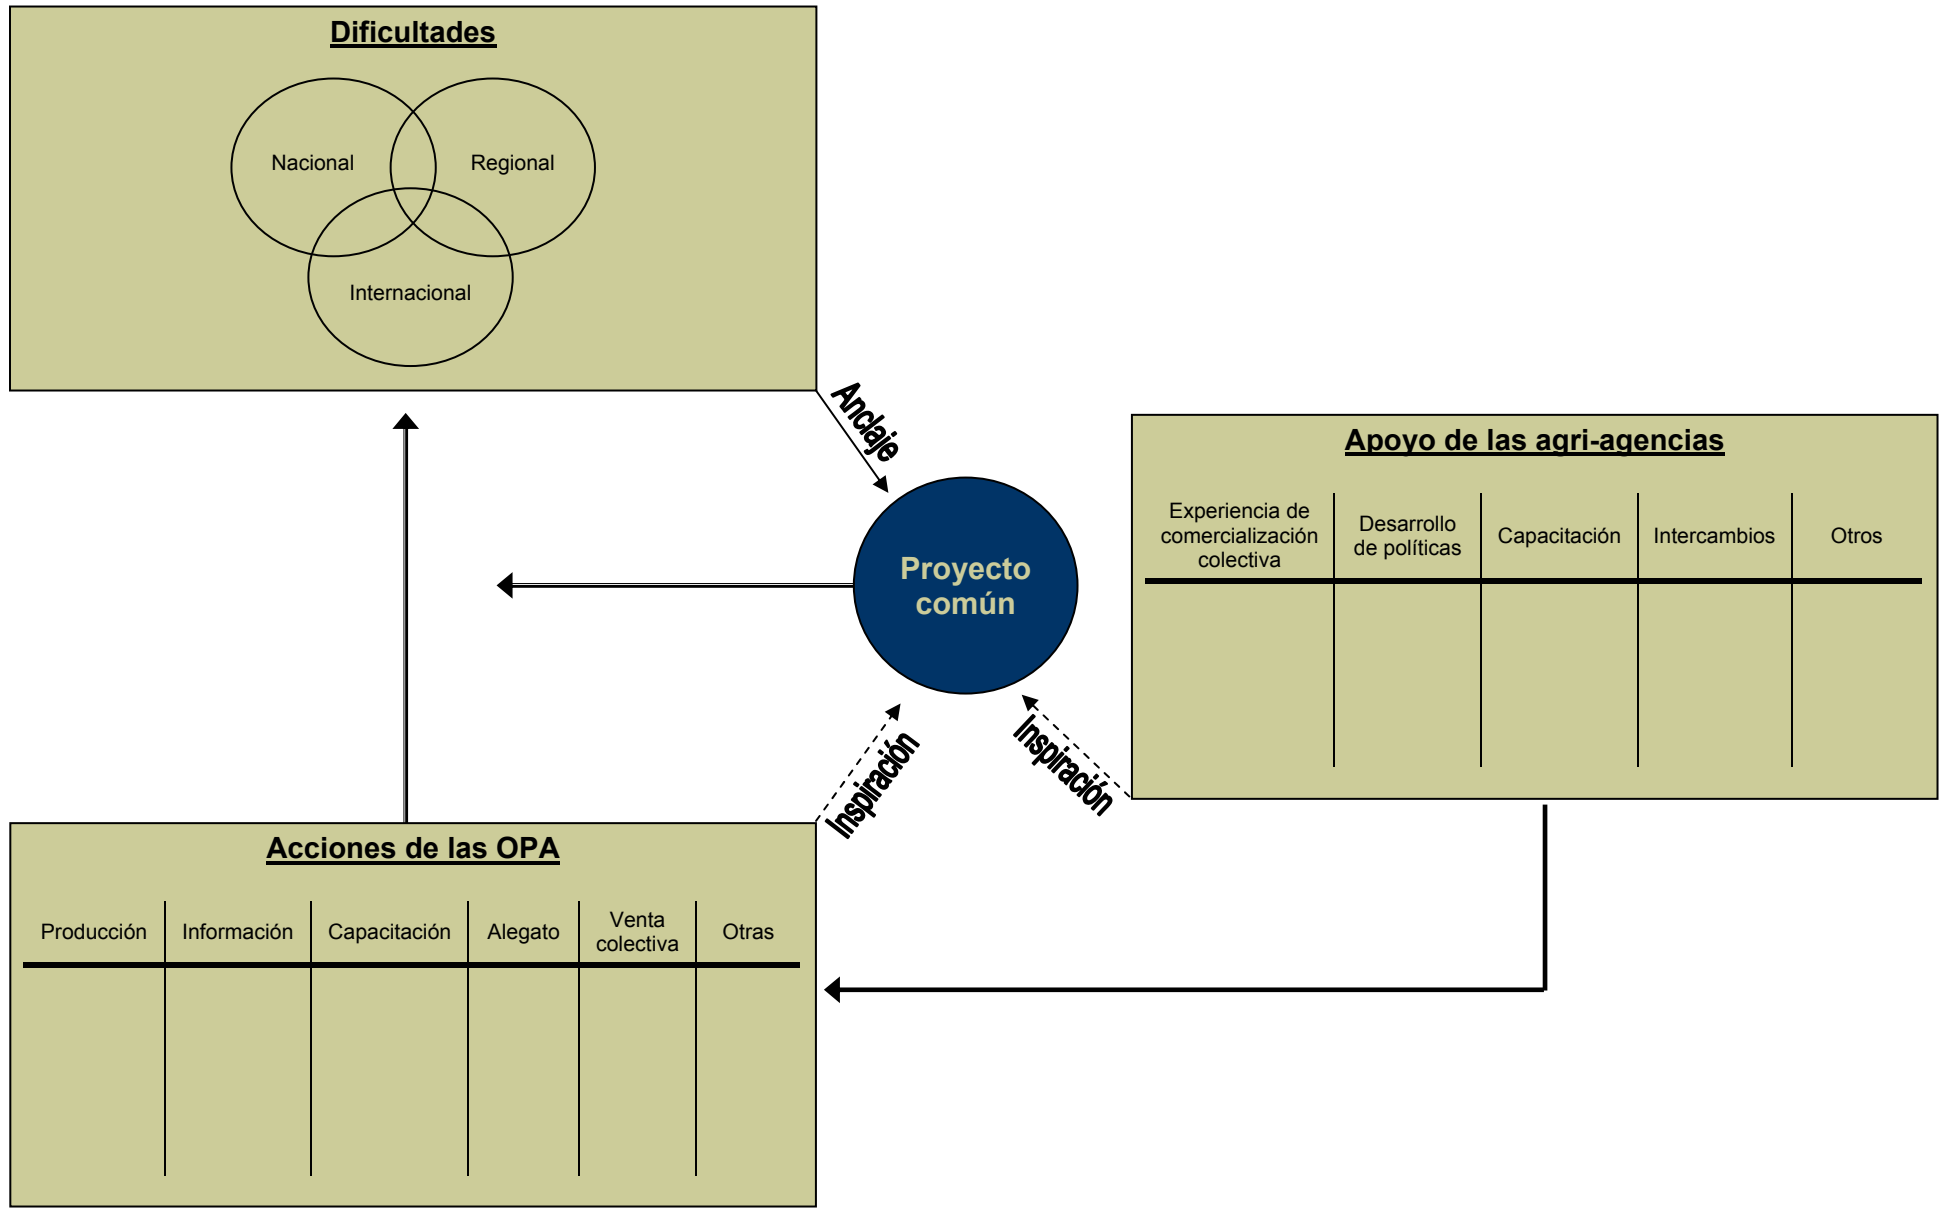 Dificultades
Nacional
Regional
Internacional
Anclaje
Apoyo de las agri-agencias
Experiencia de
comercialización
colectiva
Desarrollo
de políticas
Capacitación
Intercambios
Otros
Proyecto
común
Inspiración
Inspiración
Acciones de las OPA
Producción
Información
Capacitación
Alegato
Venta
colectiva
Otras